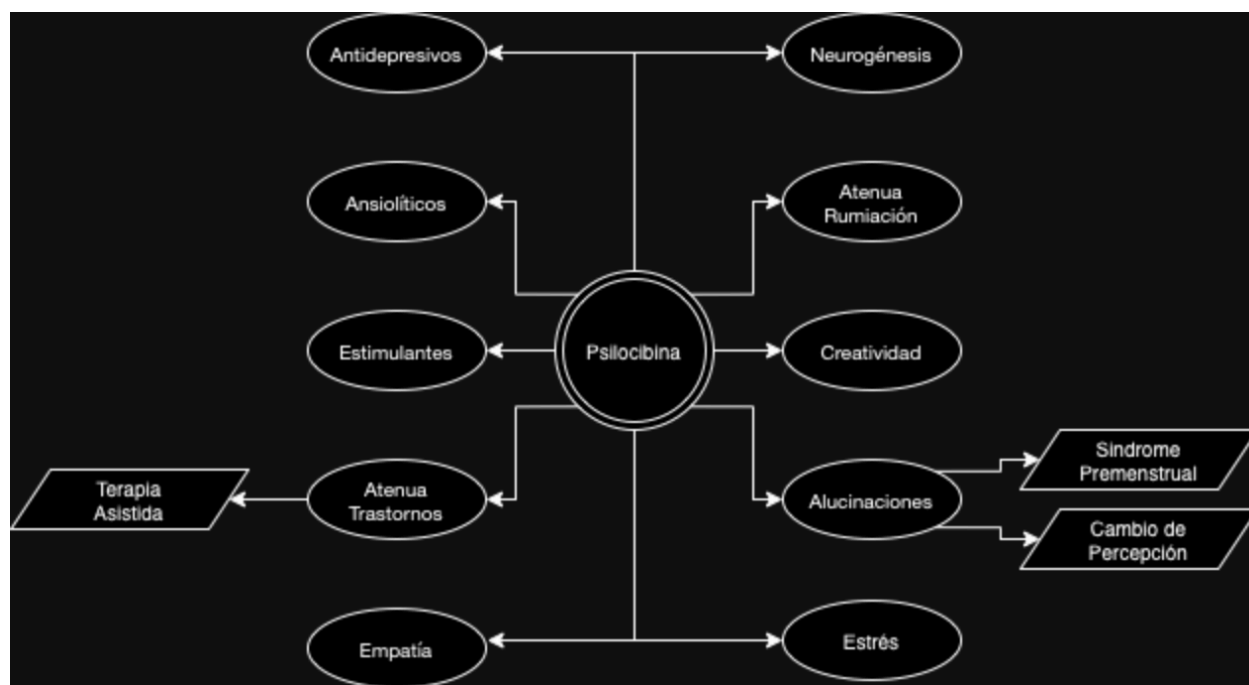 Antidepresivos
Neurogénesis
Ansiolíticos
Atenua
Rumiación
Estimulantes
Psilocibina
Creatividad
Terapia
Asistida
Atenua
Trastornos
Alucinaciones
Sindrome
Premenstrual
Cambio de
Percepción
Empatía
Estrés